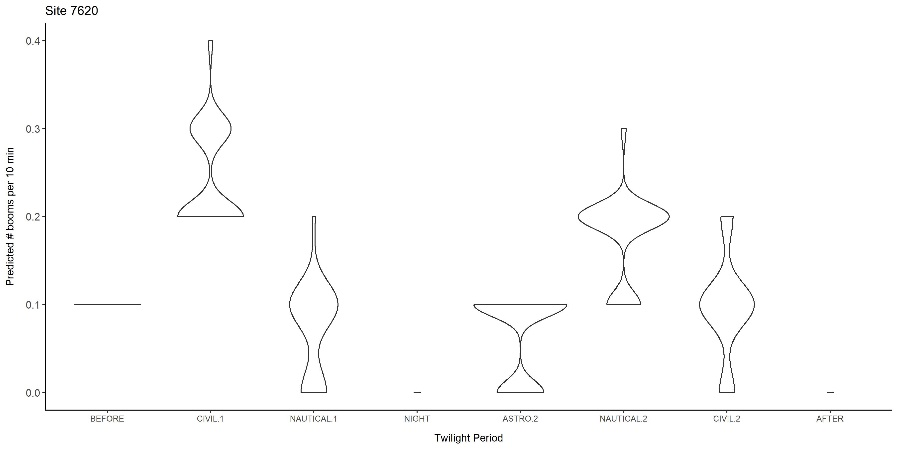 Site 7620
Predicted # booms per 10 min
0.4
0.3
0.2
0.1
0.0
BEFORE CIVIL.1 NAUTICAL.1 NIGHT ASTRO.2 NAUTICAL.2 CIVIL.2 AFTER
Twilight Period